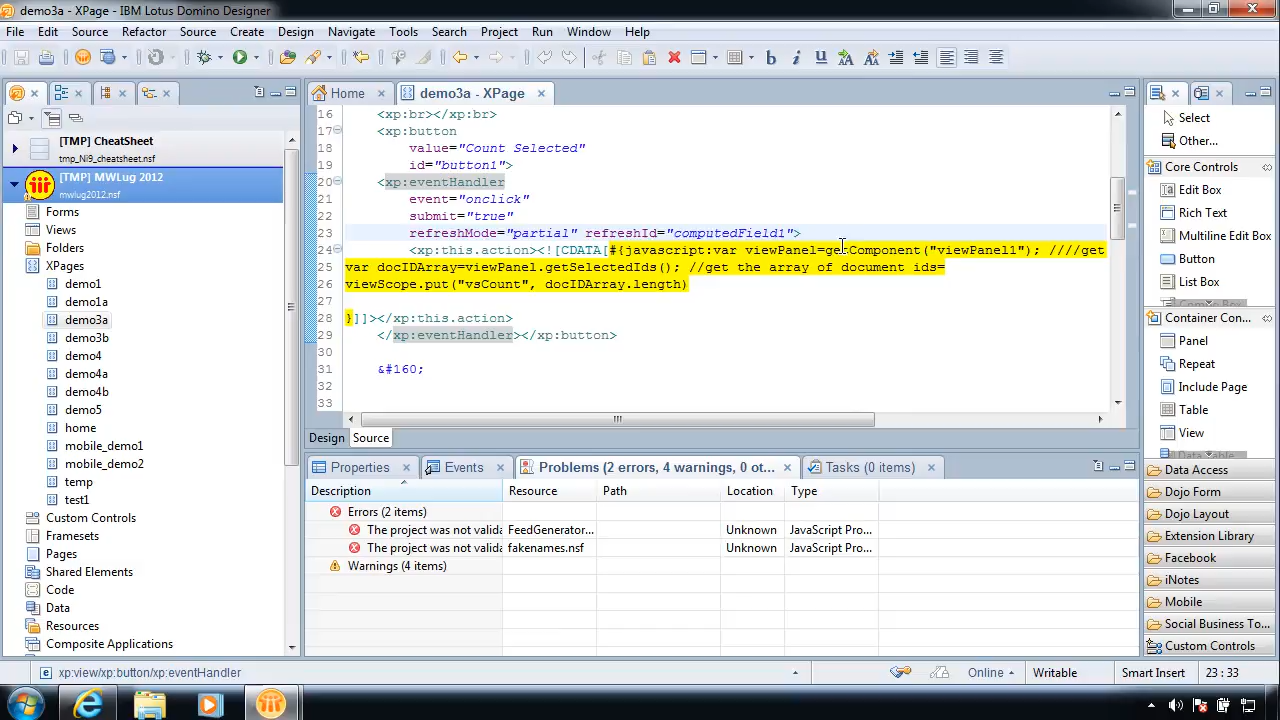 demo3a - XPage - IBM Lotus Domino Designer
File Edit Source Refactor Source Create Design Navigate Tools Search Project Run Window Help
Home
demo3a - XPage
[TMP] CheatSheet
tmp_Ni9_cheatsheet.nsf
[TMP] MWLug 2012
mwlug2012.nsf
Forms
Views
Folders
XPages
demo1
demo1a
demo3a
demo3b
demo4
demo4a
demo4b
demo5
home
mobile_demo1
mobile_demo2
temp
test1
Custom Controls
Framesets
Pages
Shared Elements
Code
Data
Resources
Composite Applications
16 <xp:br></xp:br>
17 <xp:button
18 value="Count Selected"
19 id="button1">
20 <xp:eventHandler
21 event="onclick"
22 submit="true"
23 refreshMode="partial" refreshId="computedField1">
24 <xp:this.action><![CDATA[#{javascript:var viewPanel=getComponent("viewPanel1"); ////get
25 var docIDArray=viewPanel.getSelectedIds(); //get the array of document ids=
26 viewScope.put("vsCount", docIDArray.length)
27
28 }]]></xp:this.action>
29 </xp:eventHandler></xp:button>
30
31 &#160;
32
33
Design Source
Properties
Events
Problems (2 errors, 4 warnings, 0 ot...
Tasks (0 items)
Description Resource Path Location Type
Errors (2 items)
The project was not valida FeedGenerator... Unknown JavaScript Pro...
The project was not valida fakenames.nsf Unknown JavaScript Pro...
Warnings (4 items)
Select
Other...
Core Controls
Edit Box
Rich Text
Multiline Edit Box
Button
List Box
Container Con...
Panel
Repeat
Include Page
Table
View
Data Access
Dojo Form
Dojo Layout
Extension Library
Facebook
iNotes
Mobile
Social Business To...
Custom Controls
xp:view/xp:button/xp:eventHandler
Online
Writable
Smart Insert
23 : 33